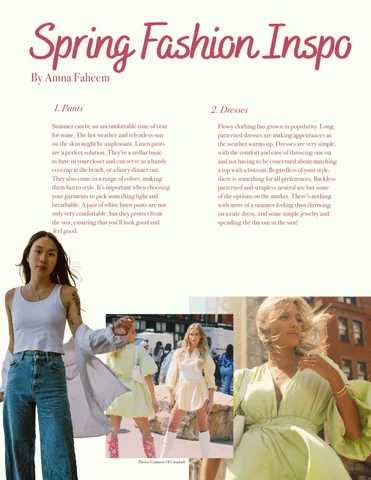 Spring Fashion Inspo
By Amna Faheem
1. Pants
Summer can be an uncomfortable time of year
for some. The hot weather and relentless sun
on the skin might be unpleasant. Linen pants
are a perfect solution. They're a stellar basic
to have in your closet and can serve as a handy
coverup at the beach, or a fancy dinner out.
They also come in a range of colors, making
them fun to style. It's important when choosing
your garments to pick something light and
breathable. A pair of white linen pants are not
only very comfortable, but they protect from
the sun, ensuring that you'll look good and
feel good.
2. Dresses
Flowy clothing has grown in popularity. Long,
patterned dresses are making appearances as
the weather warms up. Dresses are very simple,
with the comfort and ease of throwing one on
and not having to be concerned about matching
a top with a bottom. Regardless of your style,
there is something for all preferences. Backless
patterned and strapless neutral are but some
of the options on the market. There's nothing
with more of a summer feeling than throwing
on a cute dress, and some simple jewelry and
spending the day out in the sun!
Photos Courtesy Of Unsplash